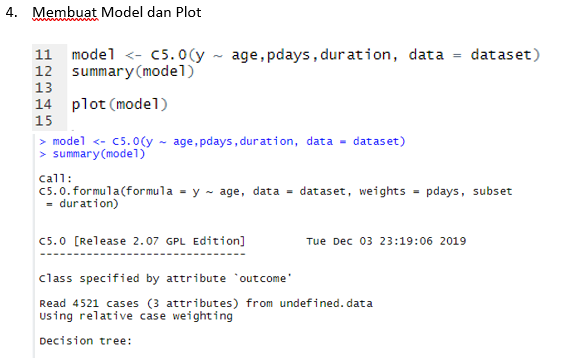 4. Membuat Model dan Plot
11 model <- C5.0(y ~ age,pdays,duration, data = dataset)
12 summary(model)
13
14 plot(model)
15
> model <- C5.0(y ~ age,pdays,duration, data = dataset)
> summary(model)
Call:
C5.0.formula(formula = y ~ age, data = dataset, weights = pdays, subset
= duration)
C5.0 [Release 2.07 GPL Edition] Tue Dec 03 23:19:06 2019
-------------------------------
Class specified by attribute `outcome'
Read 4521 cases (3 attributes) from undefined.data
Using relative case weighting
Decision tree: